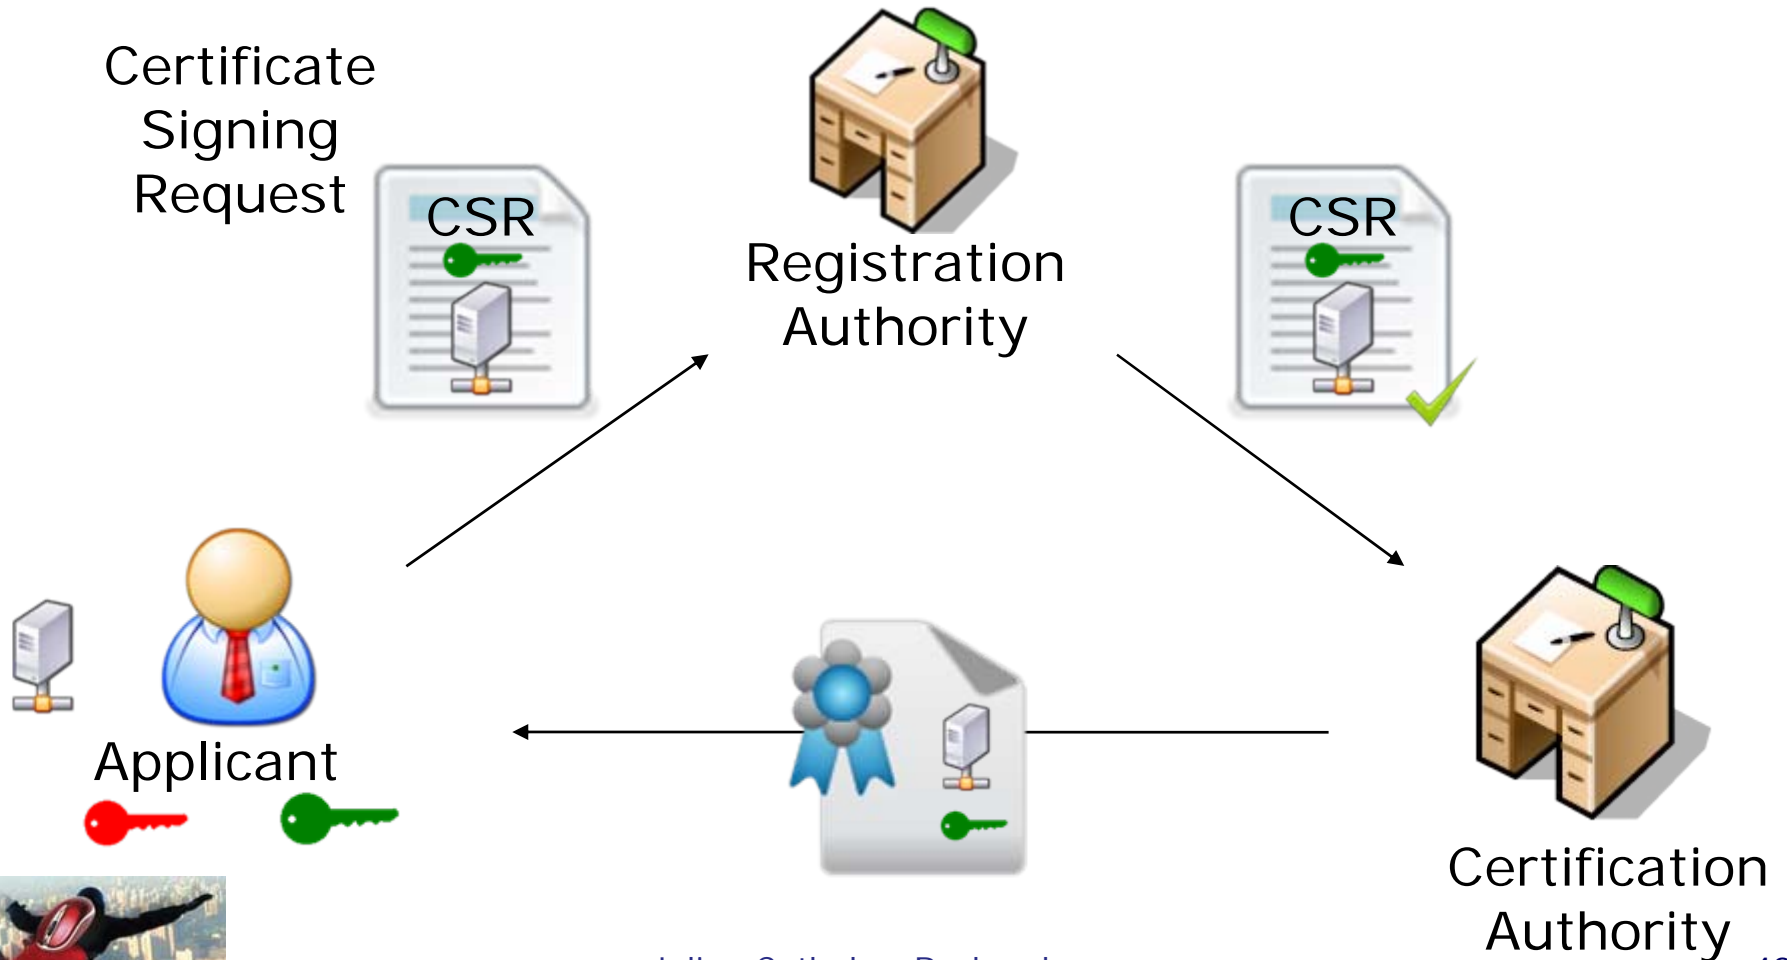 Certificate
Signing
Request
CSR
CSR
Registration
Authority
Applicant
Certification
Authority